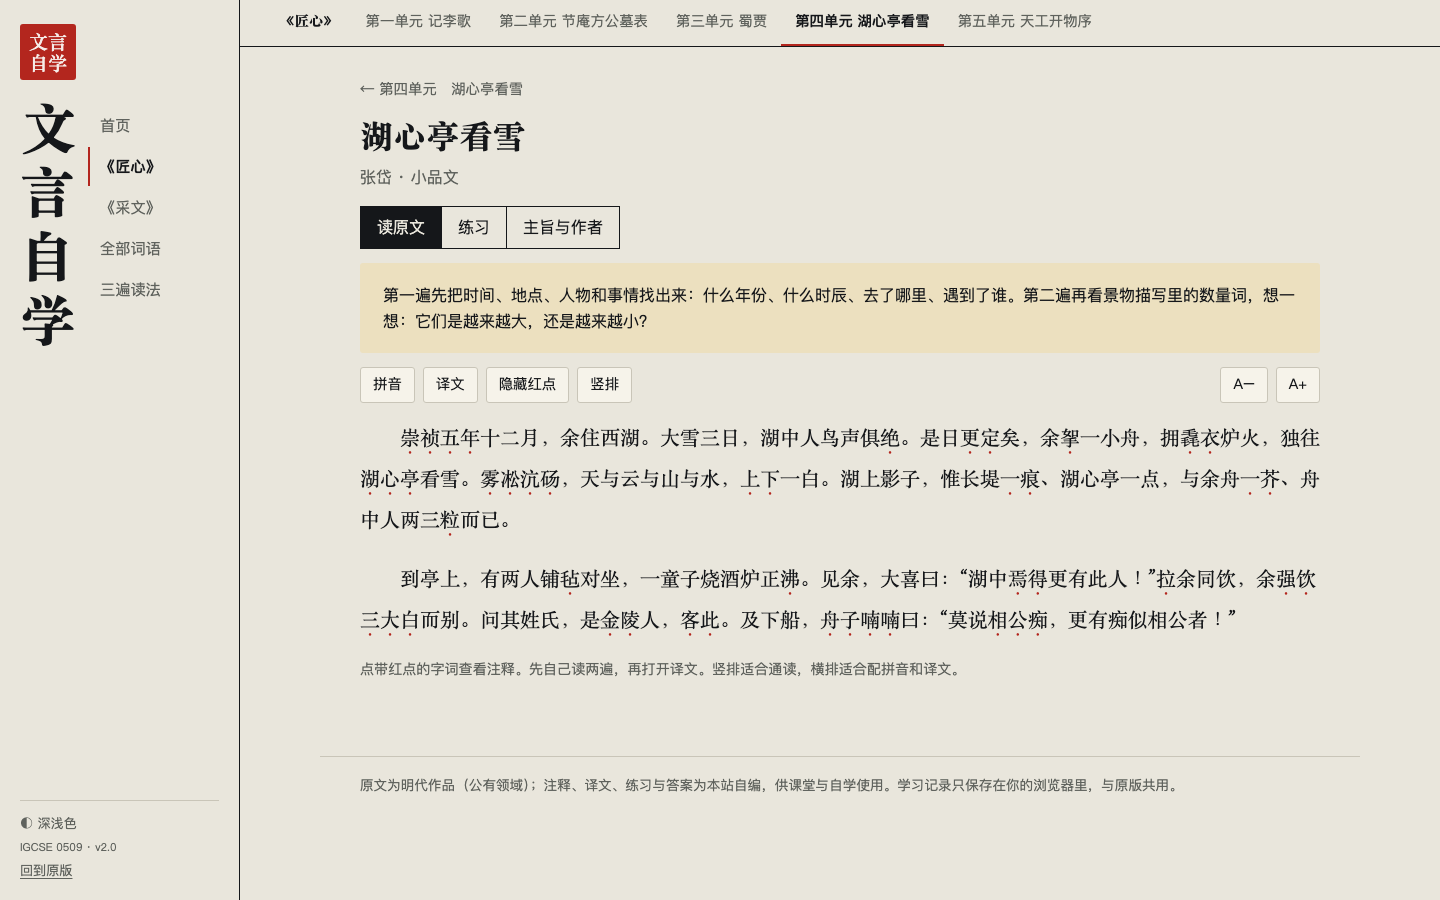 文言
自学
文言自学
首页
《匠心》
《采文》
全部词语
三遍读法
◐ 深浅色
IGCSE 0509 · v2.0
回到原版
《匠心》 第一单元 记李歌 第二单元 节庵方公墓表 第三单元 蜀贾 第四单元 湖心亭看雪 第五单元 天工开物序
← 第四单元 湖心亭看雪
湖心亭看雪
张岱 · 小品文
读原文 练习 主旨与作者
第一遍先把时间、地点、人物和事情找出来：什么年份、什么时辰、去了哪里、遇到了谁。第二遍再看景物描写里的数量词，想一
想：它们是越来越大，还是越来越小？
拼音 译文 隐藏红点 竖排 A− A+
崇祯五年十二月，余住西湖。大雪三日，湖中人鸟声俱绝。是日更定矣，余拏一小舟，拥毳衣炉火，独往
湖心亭看雪。雾凇沆砀，天与云与山与水，上下一白。湖上影子，惟长堤一痕、湖心亭一点，与余舟一芥、舟
中人两三粒而已。
到亭上，有两人铺毡对坐，一童子烧酒炉正沸。见余，大喜曰：“湖中焉得更有此人！”拉余同饮，余强饮
三大白而别。问其姓氏，是金陵人，客此。及下船，舟子喃喃曰：“莫说相公痴，更有痴似相公者！”
点带红点的字词查看注释。先自己读两遍，再打开译文。竖排适合通读，横排适合配拼音和译文。
原文为明代作品（公有领域）；注释、译文、练习与答案为本站自编，供课堂与自学使用。学习记录只保存在你的浏览器里，与原版共用。